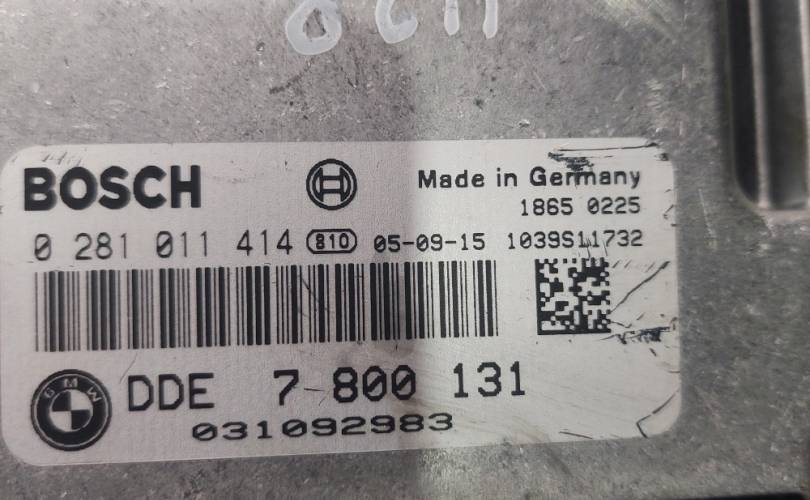 BOSCH
Made in Germany
1865 0225
0 281 011 414 810 05-09-15 1039S11732
BMW
DDE 7 800 131
031092983